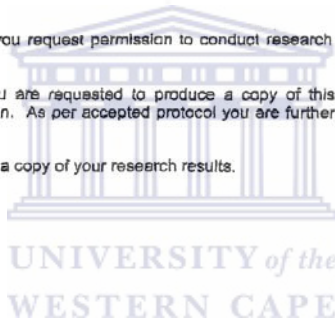 you request permission to conduct research
u are requested to produce a copy of this
n. As per accepted protocol you are further
a copy of your research results.
UNIVERSITY of the
WESTERN CAPE